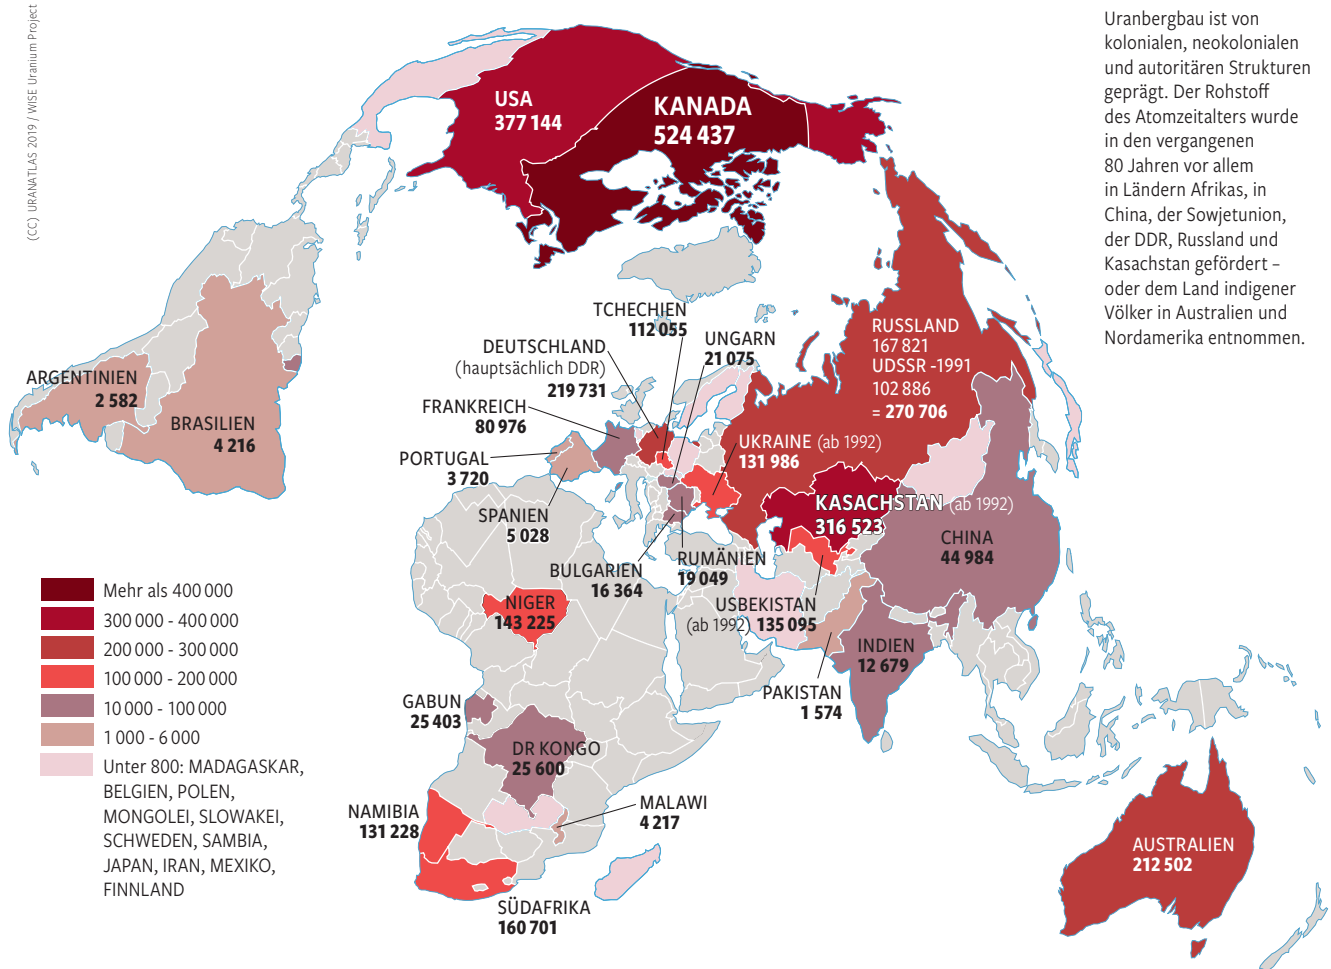 (CC) URANATLAS 2019 / WISE Uranium Project
Uranbergbau ist von
kolonialen, neokolonialen
und autoritären Strukturen
geprägt. Der Rohstoff
des Atomzeitalters wurde
in den vergangenen
80 Jahren vor allem
in Ländern Afrikas, in
China, der Sowjetunion,
der DDR, Russland und
Kasachstan gefördert –
oder dem Land indigener
Völker in Australien und
Nordamerika entnommen.
USA
377 144
KANADA
524 437
TCHECHIEN
112 055
UNGARN
21 075
DEUTSCHLAND
(hauptsächlich DDR)
219 731
FRANKREICH
80 976
PORTUGAL
3 720
SPANIEN
5 028
BULGARIEN
16 364
RUMÄNIEN
19 049
RUSSLAND
167 821
UDSSR -1991
102 886
= 270 706
UKRAINE (ab 1992)
131 986
KASACHSTAN (ab 1992)
316 523
CHINA
44 984
USBEKISTAN
(ab 1992) 135 095
INDIEN
12 679
PAKISTAN
1 574
ARGENTINIEN
2 582
BRASILIEN
4 216
NIGER
143 225
GABUN
25 403
DR KONGO
25 600
MALAWI
4 217
NAMIBIA
131 228
SÜDAFRIKA
160 701
AUSTRALIEN
212 502
Mehr als 400 000
300 000 - 400 000
200 000 - 300 000
100 000 - 200 000
10 000 - 100 000
1 000 - 6 000
Unter 800: MADAGASKAR,
BELGIEN, POLEN,
MONGOLEI, SLOWAKEI,
SCHWEDEN, SAMBIA,
JAPAN, IRAN, MEXIKO,
FINNLAND